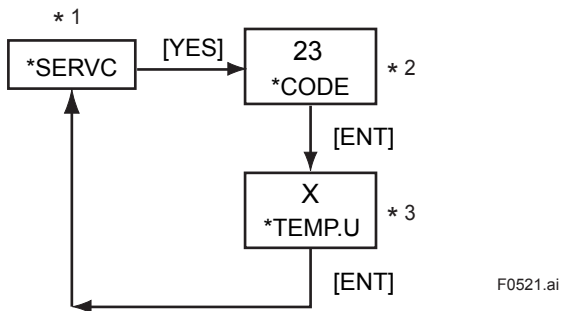 * 1
*SERVC
[YES]
23
*CODE
* 2
[ENT]
X
*TEMP.U
* 3
[ENT]
F0521.ai